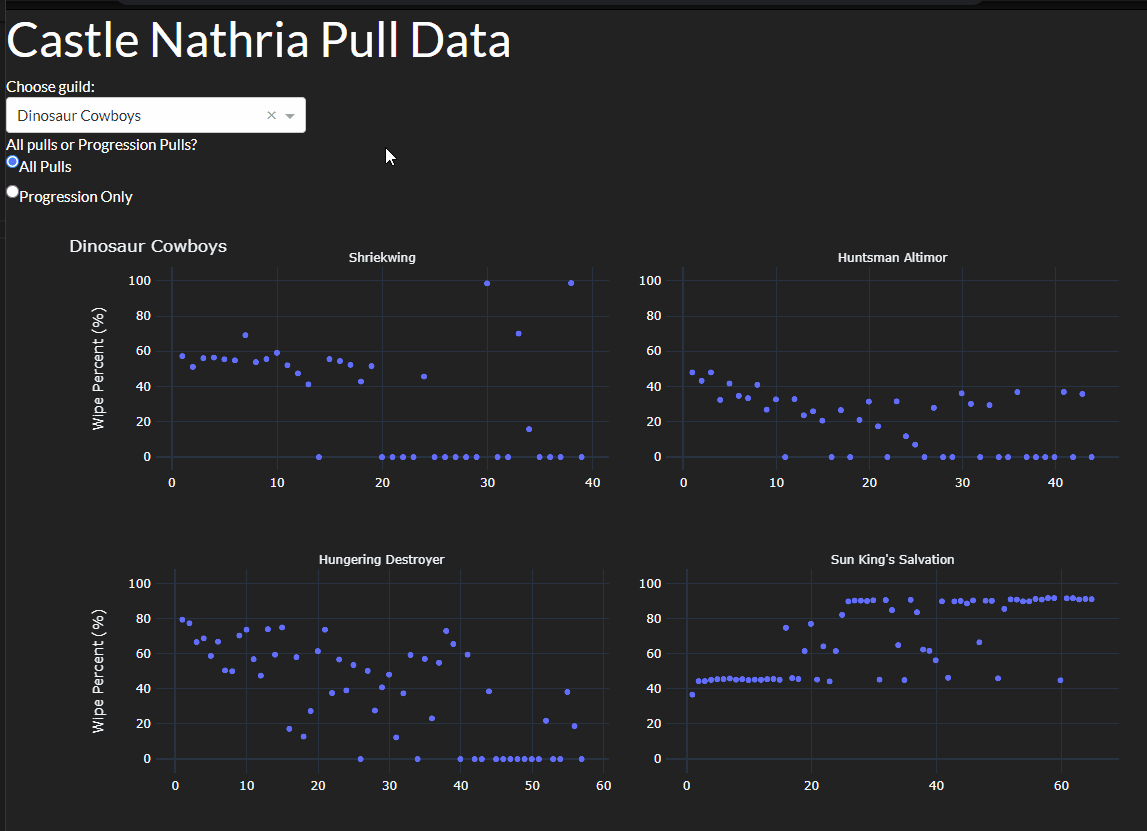 Castle Nathria Pull Data
Choose guild:
Dinosaur Cowboys
All pulls or Progression Pulls?
All Pulls
Progression Only
Dinosaur Cowboys
Shriekwing
Huntsman Altimor
Wipe Percent (%)
100
80
60
40
20
0
0 10 20 30 40
100
80
60
40
20
0
0 10 20 30 40
Hungering Destroyer
Sun King's Salvation
Wipe Percent (%)
100
80
60
40
20
0
0 10 20 30 40 50 60
100
80
60
40
20
0
0 20 40 60